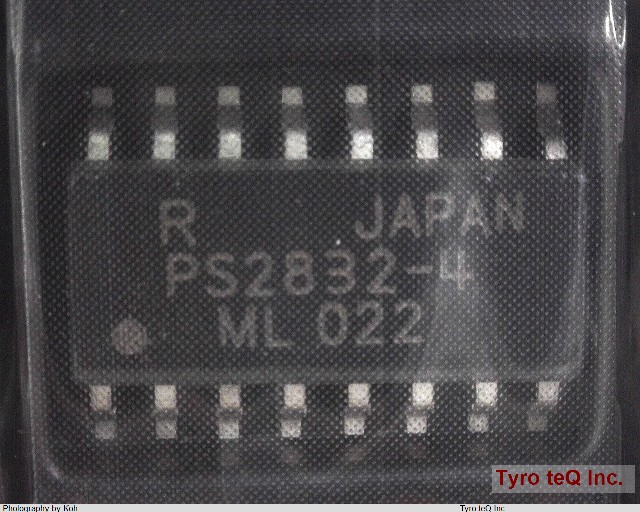 R JAPAN
PS2832-4
ML 022
Tyro teQ Inc.
Photography by Koh
Tyro teQ Inc